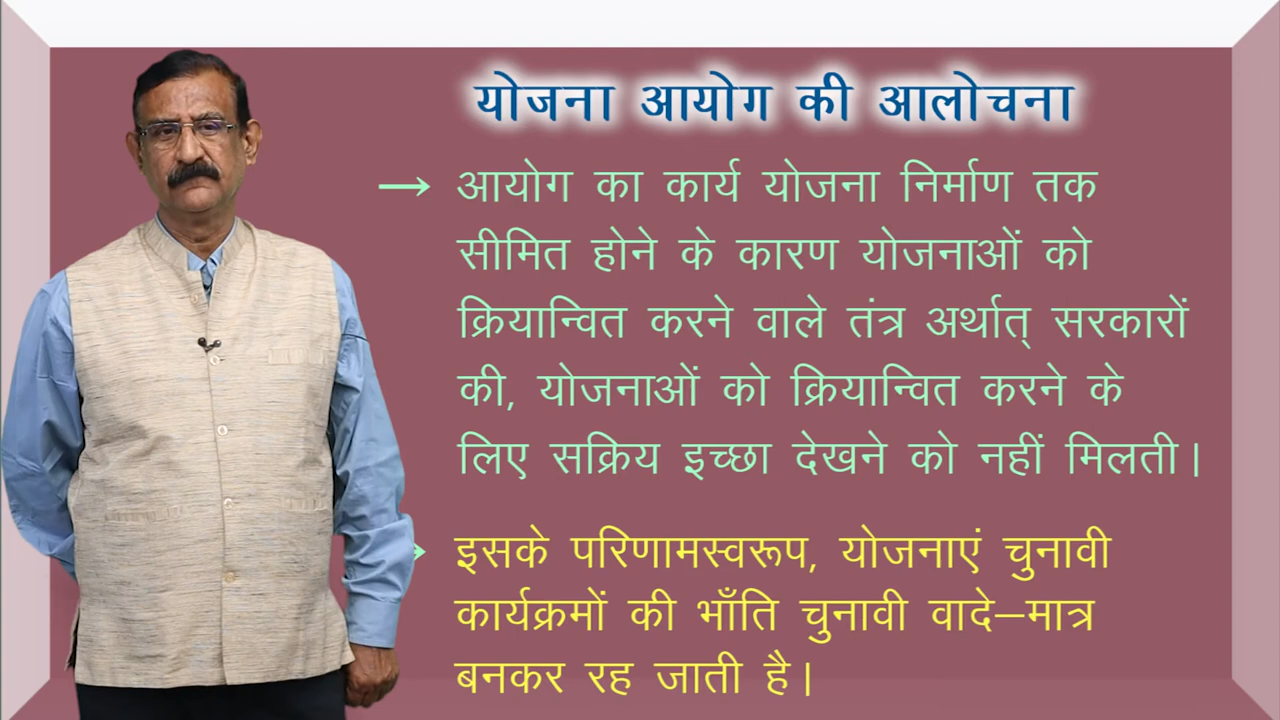 योजना आयोग की आलोचना
→ आयोग का कार्य योजना निर्माण तक
सीमित होने के कारण योजनाओं को
क्रियान्वित करने वाले तंत्र अर्थात् सरकारों
की, योजनाओं को क्रियान्वित करने के
लिए सक्रिय इच्छा देखने को नहीं मिलती।
→ इसके परिणामस्वरूप, योजनाएं चुनावी
कार्यक्रमों की भाँति चुनावी वादे–मात्र
बनकर रह जाती है।